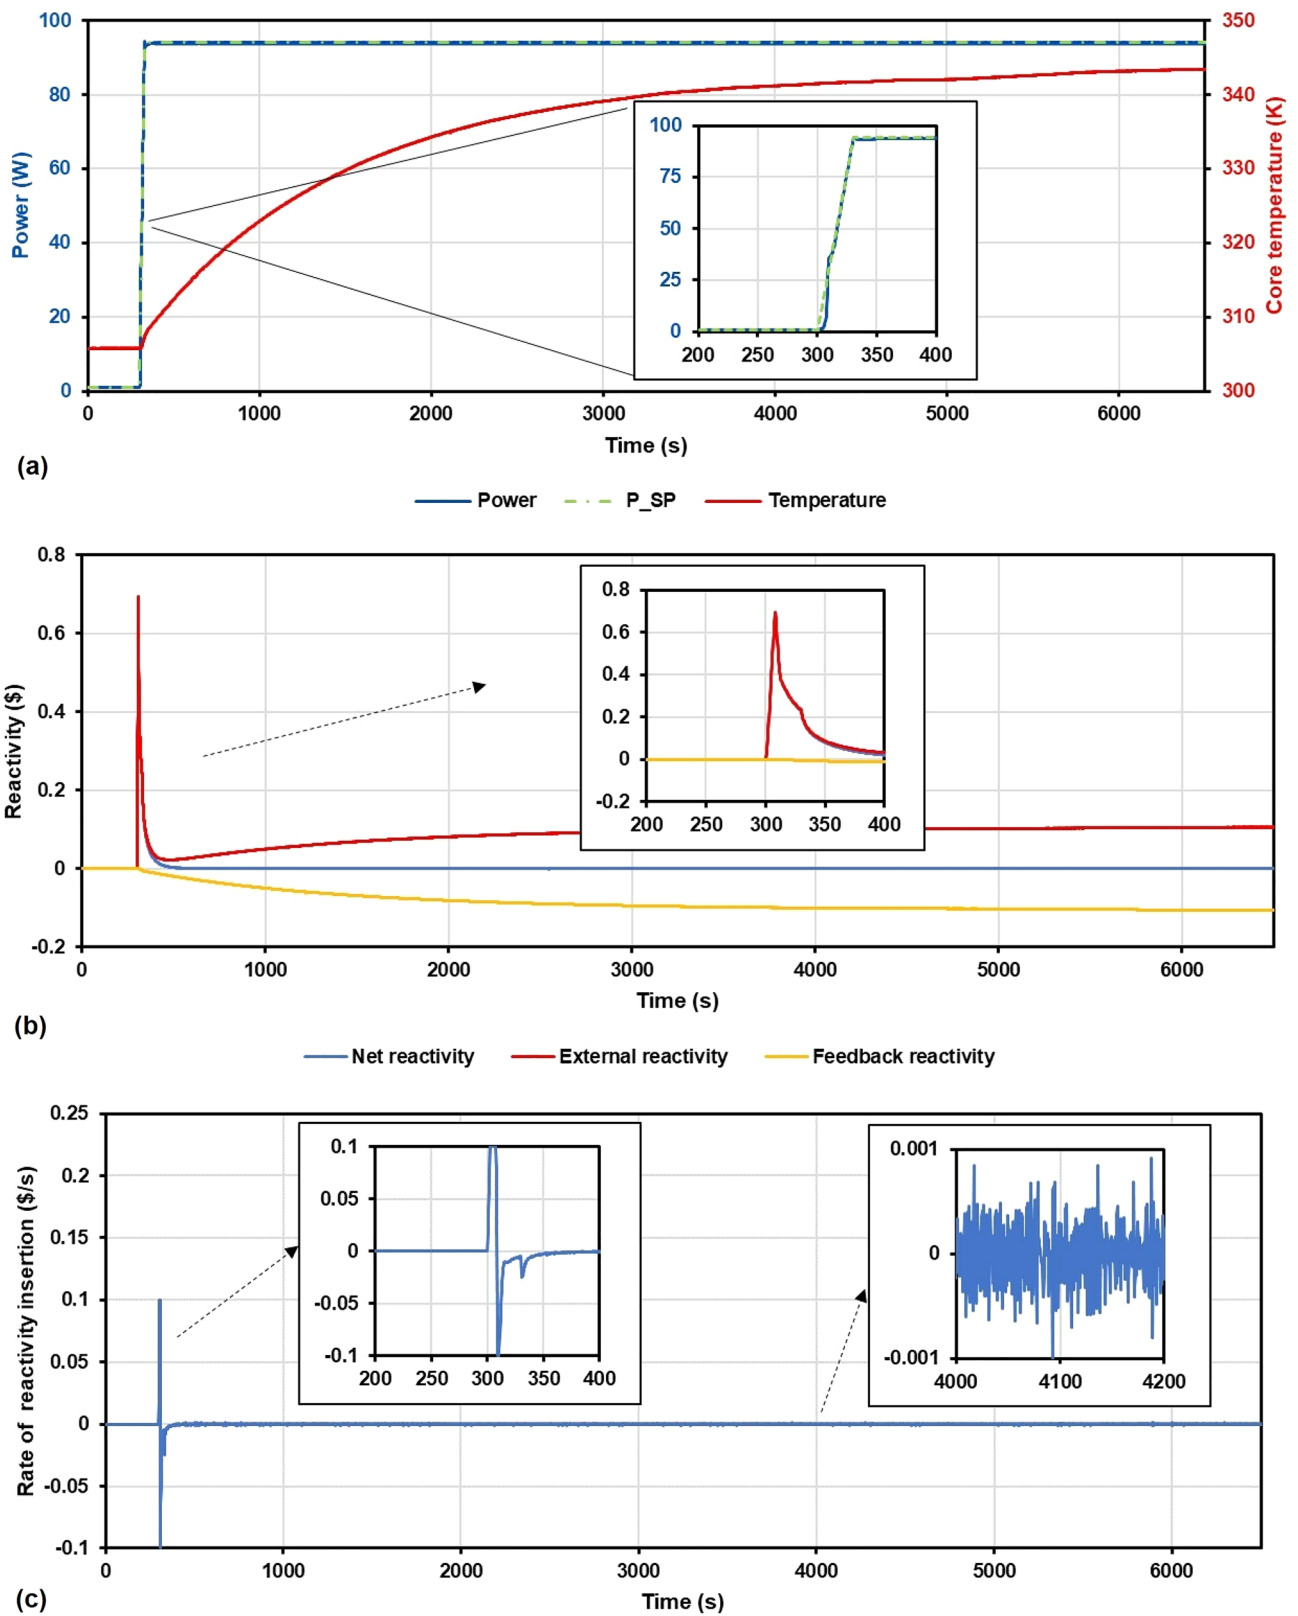 100
80
60
40
20
0
Power (W)
350
340
330
320
310
300
Core temperature (K)
100
75
50
25
0
200 250 300 350 400
0 1000 2000 3000 4000 5000 6000
Time (s)
(a)
Power P_SP Temperature
0.8
0.6
0.4
0.2
0
-0.2
Reactivity ($)
0.8
0.6
0.4
0.2
0
-0.2
200 250 300 350 400
0 1000 2000 3000 4000 5000 6000
Time (s)
(b)
Net reactivity External reactivity Feedback reactivity
0.25
0.2
0.15
0.1
0.05
0
-0.05
-0.1
Rate of reactivity insertion ($/s)
0.1
0.05
0
-0.05
-0.1
200 250 300 350 400
0.001
0
-0.001
4000 4100 4200
0 1000 2000 3000 4000 5000 6000
Time (s)
(c)